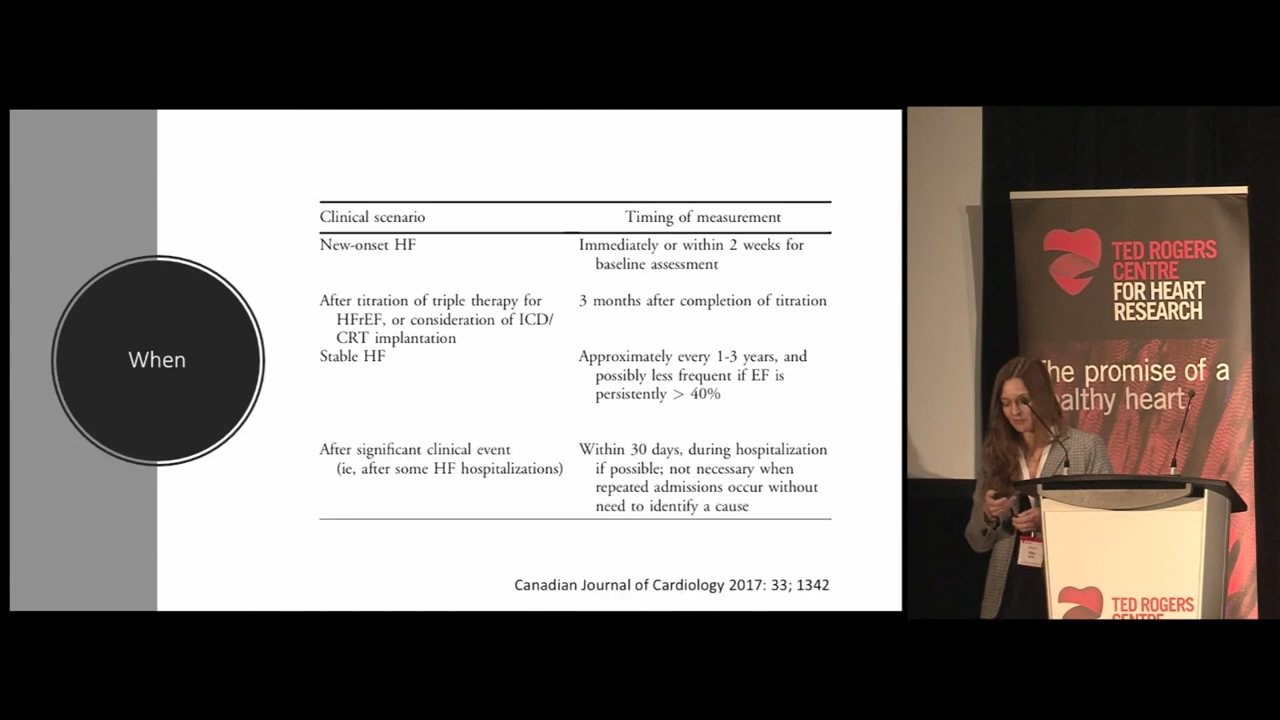 When
Clinical scenario Timing of measurement
New-onset HF Immediately or within 2 weeks for
baseline assessment
After titration of triple therapy for 3 months after completion of titration
HFrEF, or consideration of ICD/
CRT implantation
Stable HF Approximately every 1-3 years, and
possibly less frequent if EF is
persistently > 40%
After significant clinical event Within 30 days, during hospitalization
(ie, after some HF hospitalizations) if possible; not necessary when
repeated admissions occur without
need to identify a cause
Canadian Journal of Cardiology 2017: 33; 1342
TED ROGERS
CENTRE
FOR HEART
RESEARCH
The promise of a
healthy heart
TED ROGERS
CENTRE